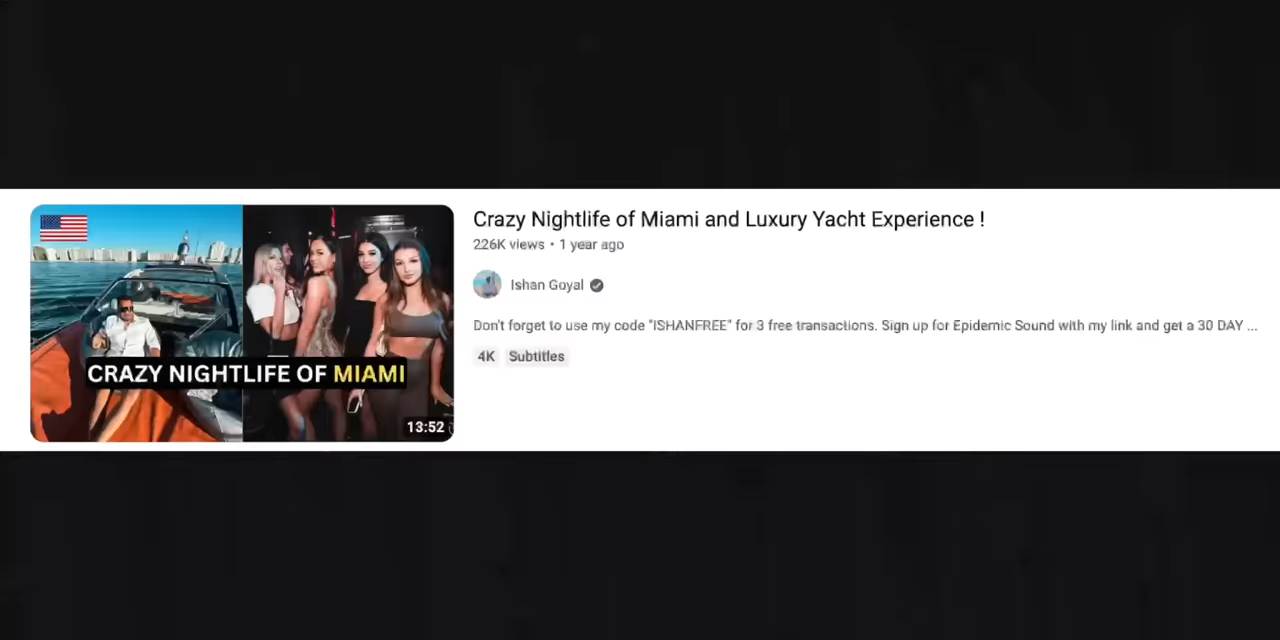 Crazy Nightlife of Miami and Luxury Yacht Experience !
226K views • 1 year ago
Ishan Goyal
Don't forget to use my code "ISHANFREE" for 3 free transactions. Sign up for Epidemic Sound with my link and get a 30 DAY ...
4K Subtitles
CRAZY NIGHTLIFE OF MIAMI
13:52